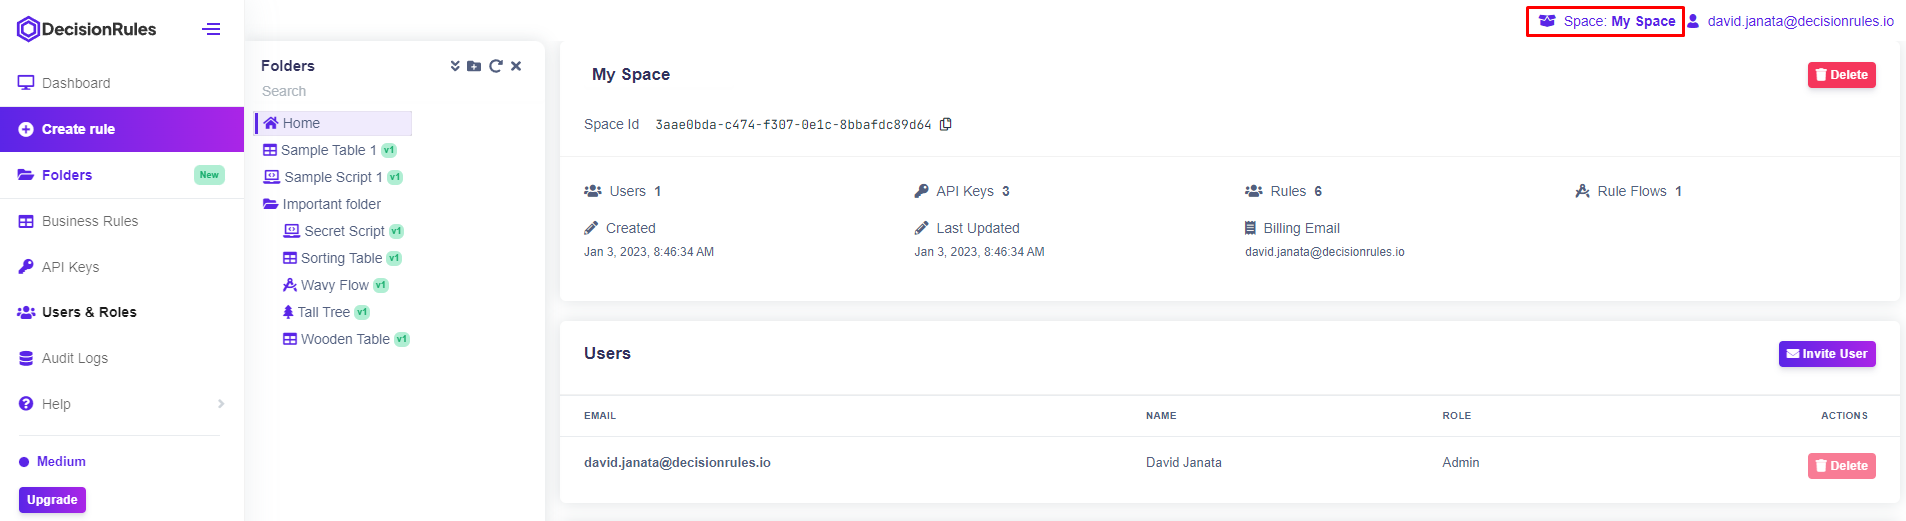 DecisionRules
Space: My Space
david.janata@decisionrules.io
Dashboard
Create rule
Folders
New
Business Rules
API Keys
Users & Roles
Audit Logs
Help
Medium
Upgrade
Folders
Search
Home
Sample Table 1 v1
Sample Script 1 v1
Important folder
Secret Script v1
Sorting Table v1
Wavy Flow v1
Tall Tree v1
Wooden Table v1
My Space
Delete
Space Id 3aae0bda-c474-f307-0e1c-8bbafdc89d64
Users 1
API Keys 3
Rules 6
Rule Flows 1
Created
Jan 3, 2023, 8:46:34 AM
Last Updated
Jan 3, 2023, 8:46:34 AM
Billing Email
david.janata@decisionrules.io
Users
Invite User
EMAIL NAME ROLE ACTIONS
david.janata@decisionrules.io David Janata Admin Delete